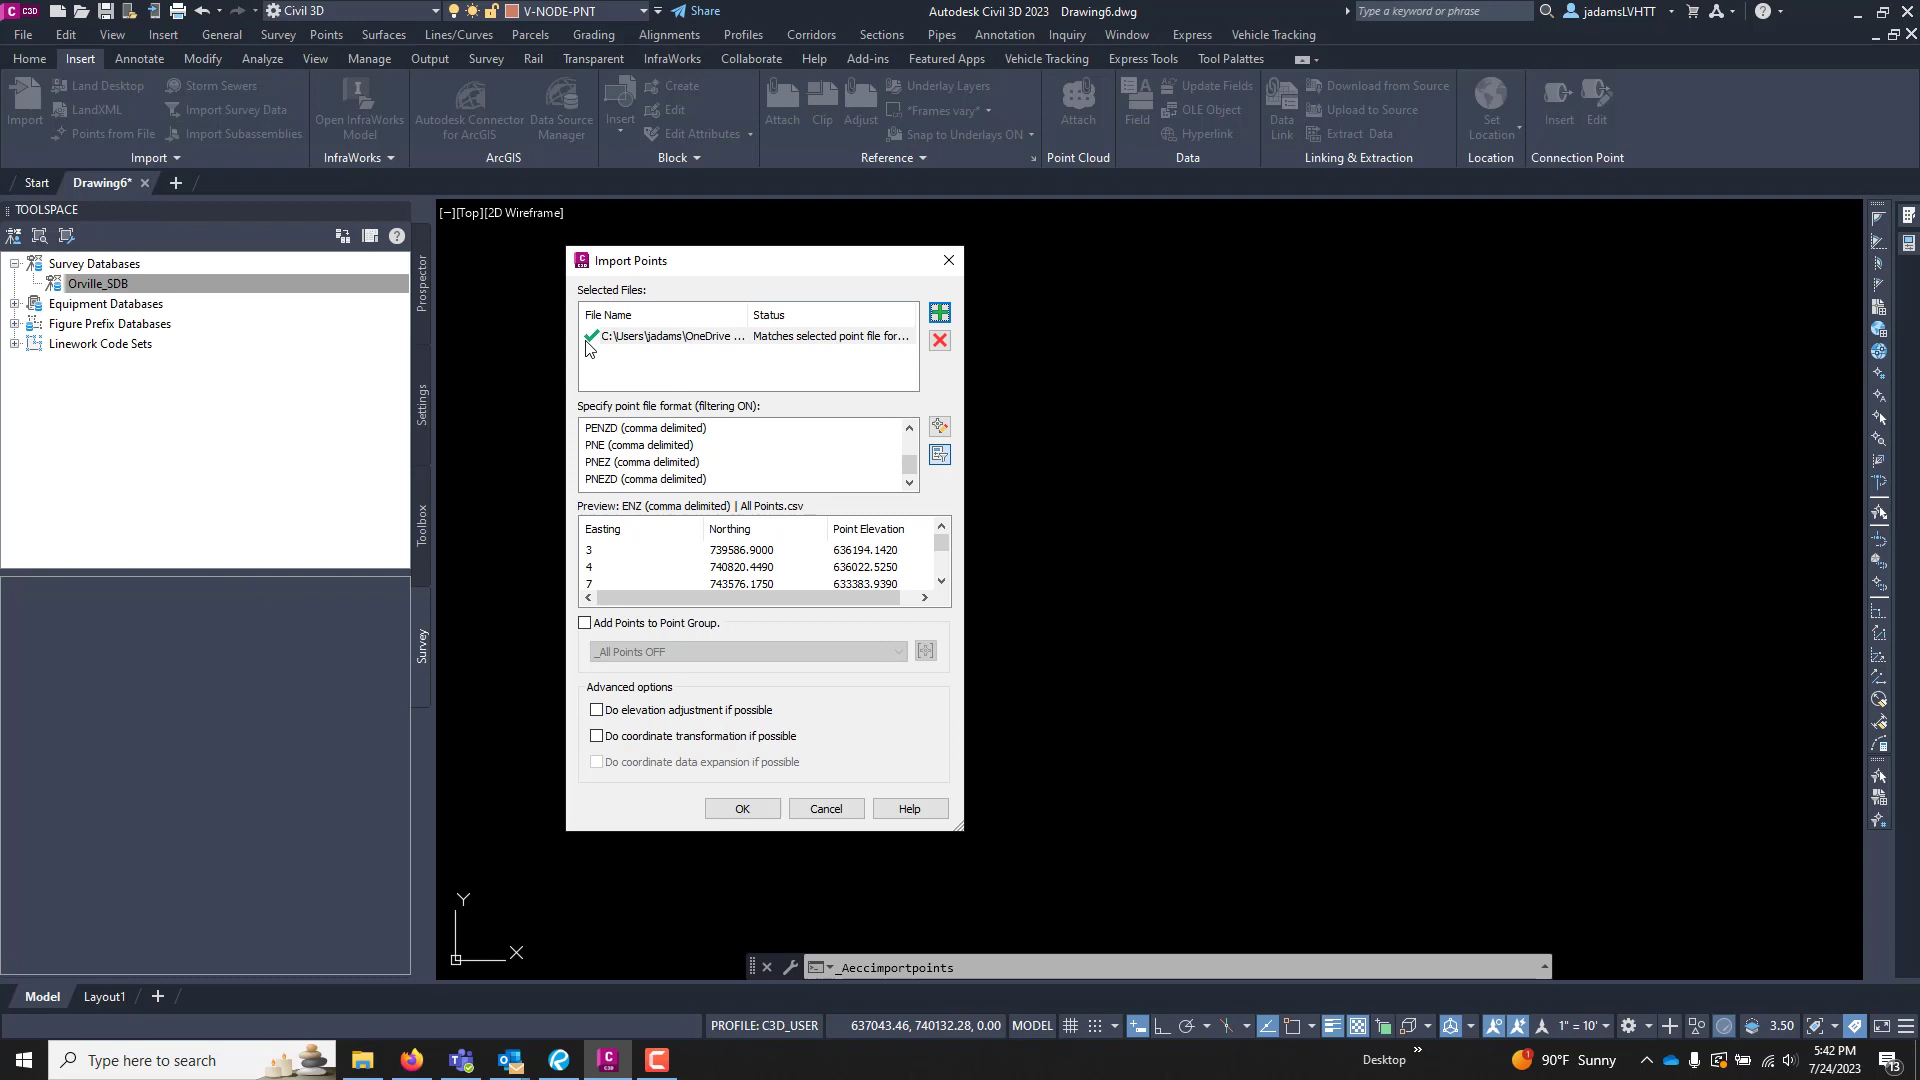 C3D
Civil 3D
V-NODE-PNT
Share
Autodesk Civil 3D 2023 Drawing6.dwg
Type a keyword or phrase
jadamsLVHTT
File Edit View Insert General Survey Points Surfaces Lines/Curves Parcels Grading Alignments Profiles Corridors Sections Pipes Annotation Inquiry Window Express Vehicle Tracking
Home Insert Annotate Modify Analyze View Manage Output Survey Rail Transparent InfraWorks Collaborate Help Add-ins Featured Apps Vehicle Tracking Express Tools Tool Palettes
Import
Land Desktop
LandXML
Points from File
Storm Sewers
Import Survey Data
Import Subassemblies
Open InfraWorks
Model
Autodesk Connector
for ArcGIS
Data Source
Manager
Insert
Create
Edit
Edit Attributes
Attach Clip Adjust
Underlay Layers
*Frames vary*
Snap to Underlays ON
Attach
Field
Update Fields
OLE Object
Hyperlink
Data
Link
Download from Source
Upload to Source
Extract Data
Set
Location
Insert Edit
Import InfraWorks ArcGIS Block Reference Point Cloud Data Linking & Extraction Location Connection Point
Start Drawing6*
TOOLSPACE
Survey Databases
Orville_SDB
Equipment Databases
Figure Prefix Databases
Linework Code Sets
Prospector
Settings
Toolbox
Survey
[−][Top][2D Wireframe]
Import Points
Selected Files:
File Name Status
C:\Users\jadams\OneDrive ... Matches selected point file for...
Specify point file format (filtering ON):
PENZD (comma delimited)
PNE (comma delimited)
PNEZ (comma delimited)
PNEZD (comma delimited)
Preview: ENZ (comma delimited) | All Points.csv
Easting Northing Point Elevation
3 739586.9000 636194.1420
4 740820.4490 636022.5250
7 743576.1750 633383.9390
Add Points to Point Group.
_All Points OFF
Advanced options
Do elevation adjustment if possible
Do coordinate transformation if possible
Do coordinate data expansion if possible
OK Cancel Help
Y
X
_Aeccimportpoints
Model Layout1
PROFILE: C3D_USER 637043.46, 740132.28, 0.00 MODEL 1" = 10' 3.50
Type here to search
Desktop
90°F Sunny
5:42 PM
7/24/2023
13